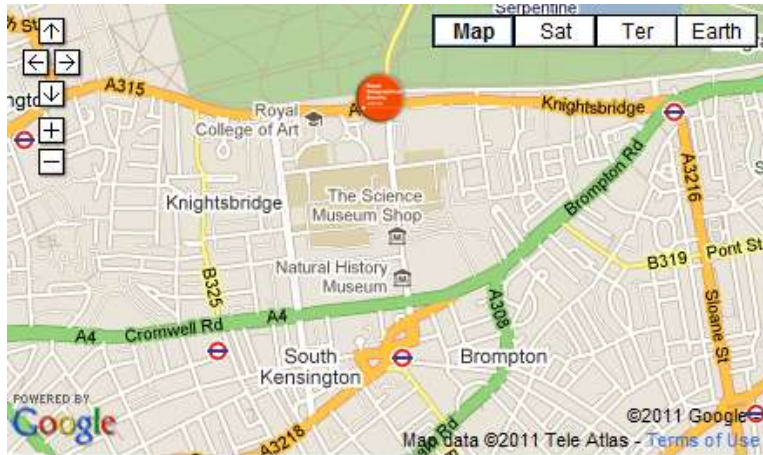 Serpentine
Map Sat Ter Earth
A315
Royal
College of Art
Knightsbridge
Knightsbridge
The Science
Museum Shop
Brompton Rd
A3216
B325
Natural History
Museum
B319
Pont St
A4
Cromwell Rd
A4
A308
Sloane St
South
Kensington
Brompton
A3218
POWERED BY
Google
©2011 Google
Map data ©2011 Tele Atlas - Terms of Use